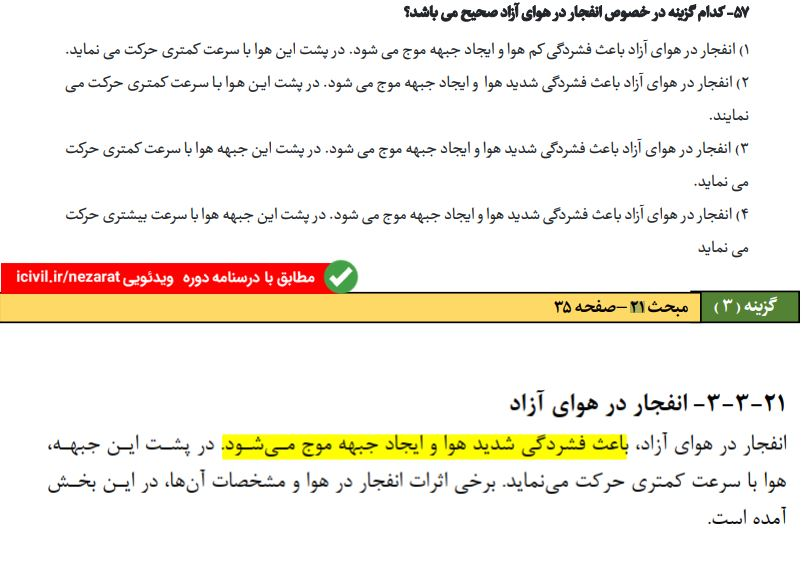 ۵۷- کدام گزینه در خصوص انفجار در هوای آزاد صحیح می باشد؟
۱) انفجار در هوای آزاد باعث فشردگی کم هوا و ایجاد جبهه موج می شود. در پشت این هوا با سرعت کمتری حرکت می نماید.
۲) انفجار در هوای آزاد باعث فشردگی شدید هوا و ایجاد جبهه موج می شود. در پشت این هوا با سرعت کمتری حرکت می
نمایند.
۳) انفجار در هوای آزاد باعث فشردگی شدید هوا و ایجاد جبهه موج می شود. در پشت این جبهه هوا با سرعت کمتری حرکت
می نماید.
۴) انفجار در هوای آزاد باعث فشردگی شدید هوا و ایجاد جبهه موج می شود. در پشت این جبهه هوا با سرعت بیشتری حرکت
می نماید
مطابق با درسنامه دوره ویدئویی icivil.ir/nezarat
گزینه (۳) مبحث ۲۱ –صفحه ۳۵
۲۱-۳-۳- انفجار در هوای آزاد
انفجار در هوای آزاد، باعث فشردگی شدید هوا و ایجاد جبهه موج می‌شود. در پشت این جبهه،
هوا با سرعت کمتری حرکت می‌نماید. برخی اثرات انفجار در هوا و مشخصات آن‌ها، در این بخش
آمده است.